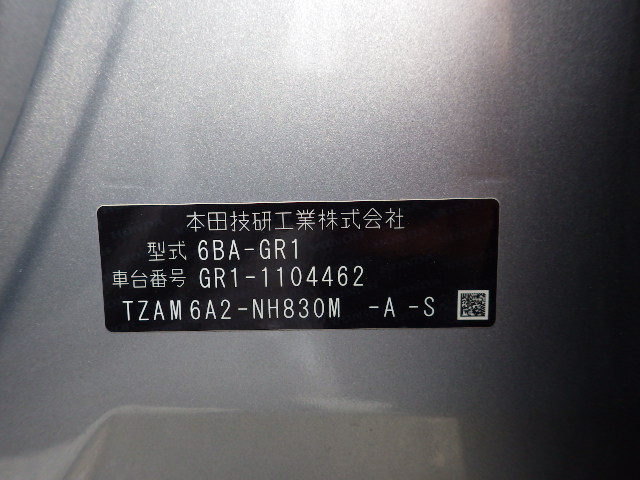 本田技研工業株式会社
型式 6BA-GR1
車台番号 GR1-1104462
TZAM6A2-NH830M -A-S